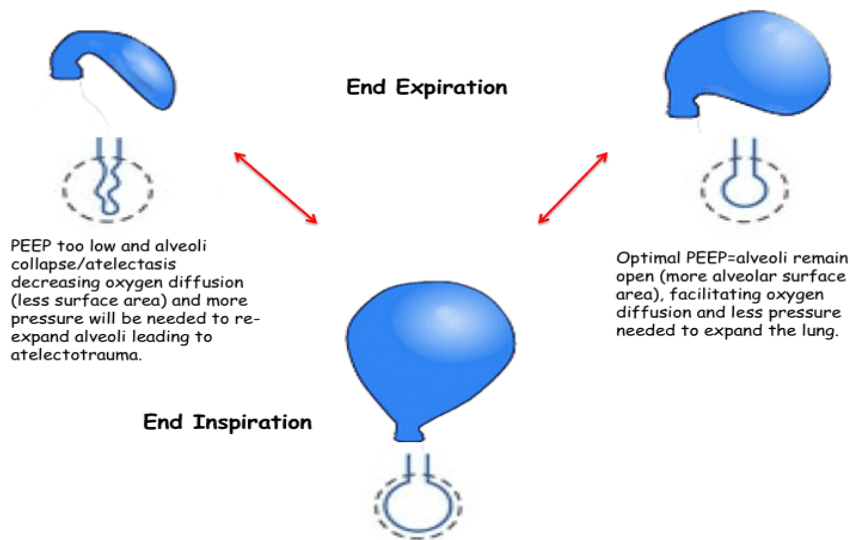 End Expiration
PEEP too low and alveoli
collapse/atelectasis
decreasing oxygen diffusion
(less surface area) and more
pressure will be needed to re-
expand alveoli leading to
atelectotrauma.
Optimal PEEP=alveoli remain
open (more alveolar surface
area), facilitating oxygen
diffusion and less pressure
needed to expand the lung.
End Inspiration